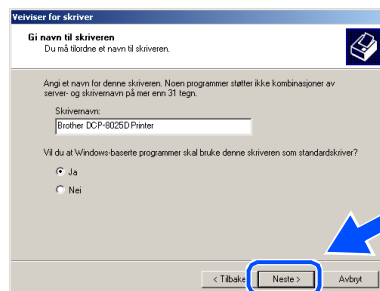 Veiviser for skriver
Gi navn til skriveren
Du må tilordne et navn til skriveren.
Angi et navn for denne skriveren. Noen programmer støtter ikke kombinasjoner av
server- og skrivernavn på mer enn 31 tegn.
Skrivernavn:
Brother DCP-8025D Printer
Vil du at Windows-baserte programmer skal bruke denne skriveren som standardskriver?
Ja
Nei
< Tilbake
Neste >
Avbryt